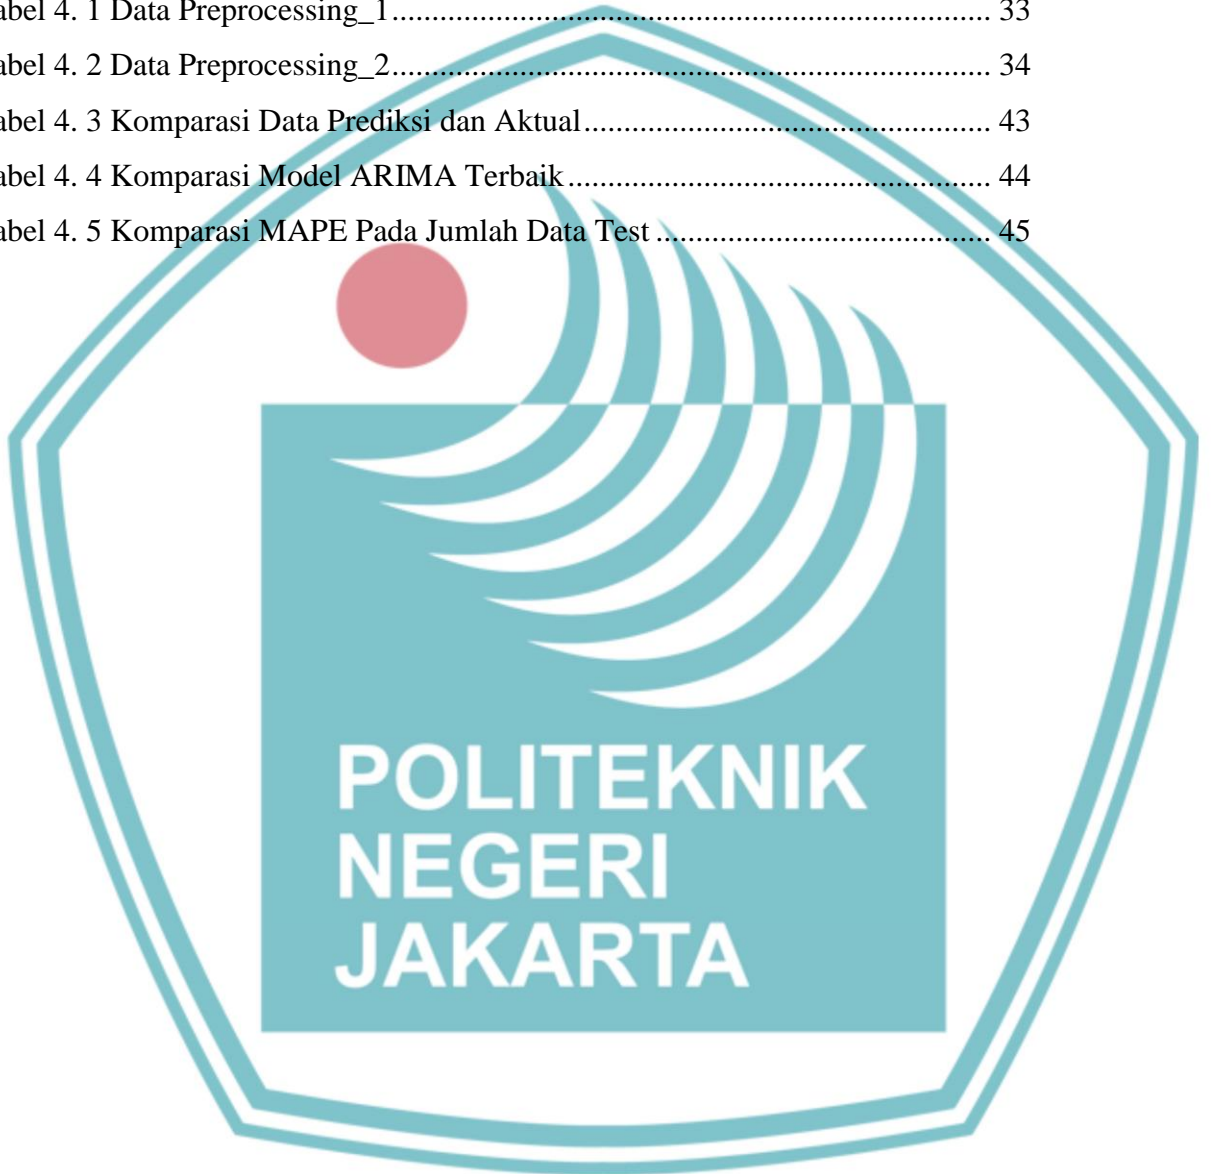 abel 4. 1 Data Preprocessing_1........................................................................... 33
abel 4. 2 Data Preprocessing_2........................................................................... 34
abel 4. 3 Komparasi Data Prediksi dan Aktual................................................... 43
abel 4. 4 Komparasi Model ARIMA Terbaik..................................................... 44
abel 4. 5 Komparasi MAPE Pada Jumlah Data Test .......................................... 45
POLITEKNIK
NEGERI
JAKARTA